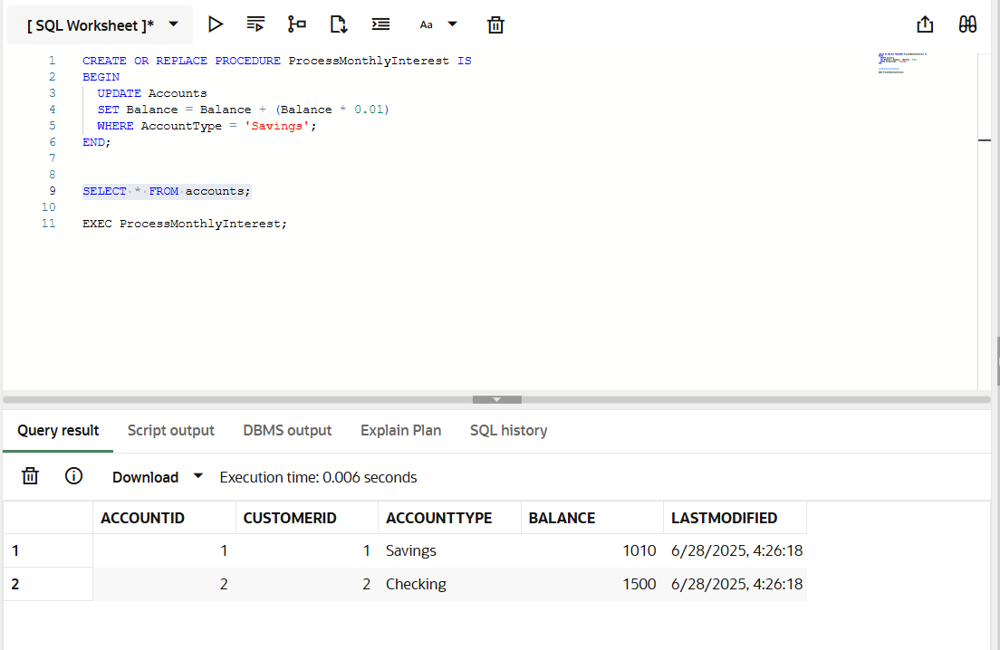 [ SQL Worksheet ]*
Aa
1 CREATE OR REPLACE PROCEDURE ProcessMonthlyInterest IS
2 BEGIN
3 UPDATE Accounts
4 SET Balance = Balance + (Balance * 0.01)
5 WHERE AccountType = 'Savings';
6 END;
7
8
9 SELECT * FROM accounts;
10
11 EXEC ProcessMonthlyInterest;
Query result Script output DBMS output Explain Plan SQL history
Download Execution time: 0.006 seconds
ACCOUNTID CUSTOMERID ACCOUNTTYPE BALANCE LASTMODIFIED
1 1 1 Savings 1010 6/28/2025, 4:26:18
2 2 2 Checking 1500 6/28/2025, 4:26:18